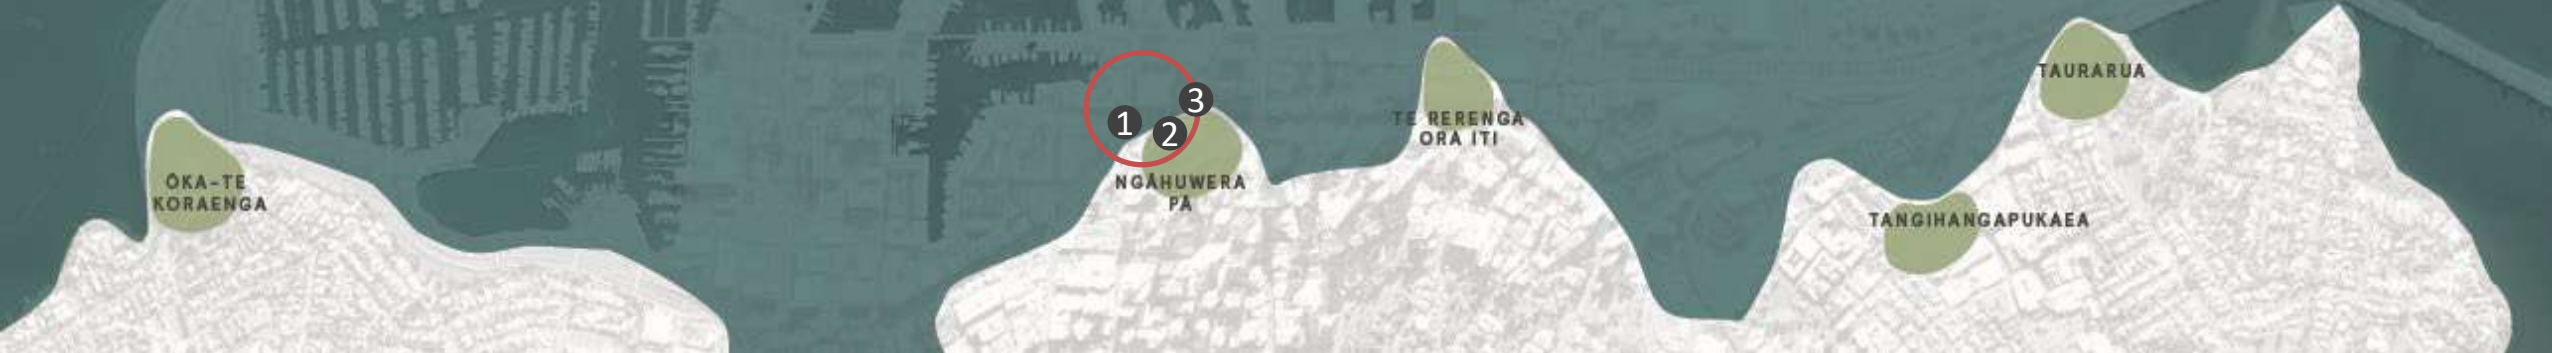 ŌKA-TE
KORAENGA
1
2
3
NGĀHUWERA
PĀ
TE RERENGA
ORA ITI
TANGIHANGAPUKAEA
TAURARUA